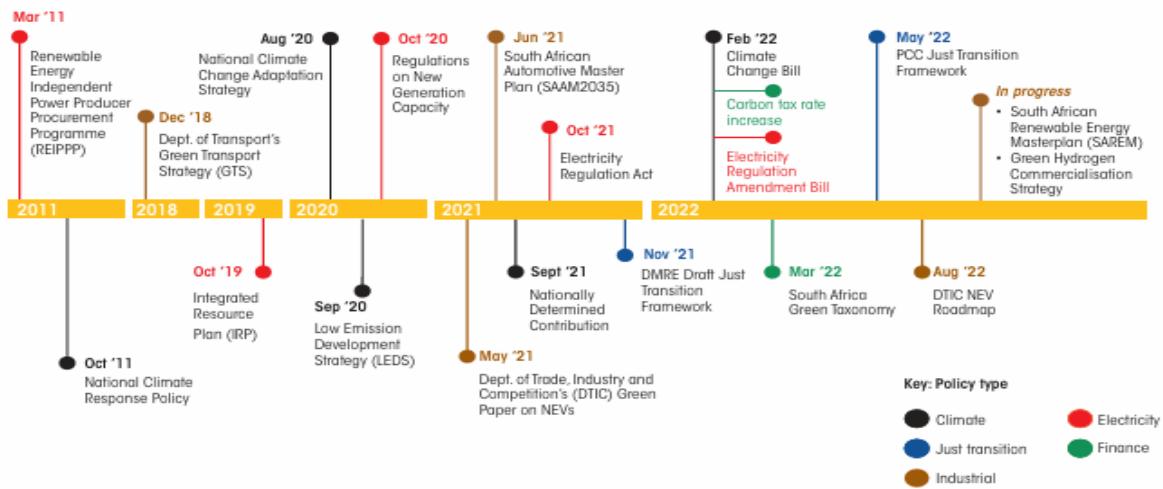 Mar '11
Renewable
Energy
Independent
Power Producer
Procurement
Programme
(REIPPP)
Dec '18
Dept. of Transport's
Green Transport
Strategy (GTS)
Aug '20
National Climate
Change Adaptation
Strategy
Oct '20
Regulations
on New
Generation
Capacity
Jun '21
South African
Automotive Master
Plan (SAAM2035)
Oct '21
Electricity
Regulation Act
Feb '22
Climate
Change Bill
Carbon tax rate
increase
Electricity
Regulation
Amendment Bill
May '22
PCC Just Transition
Framework
In progress
• South African
Renewable Energy
Masterplan (SAREM)
• Green Hydrogen
Commercialisation
Strategy
2011
2018
2019
2020
2021
2022
Oct '11
National Climate
Response Policy
Oct '19
Integrated
Resource
Plan (IRP)
Sep '20
Low Emission
Development
Strategy (LEDS)
May '21
Dept. of Trade, Industry and
Competition's (DTIC) Green
Paper on NEVs
Sept '21
Nationally
Determined
Contribution
Nov '21
DMRE Draft Just
Transition
Framework
Mar '22
South Africa
Green Taxonomy
Aug '22
DTIC NEV
Roadmap
Key: Policy type
Climate
Electricity
Just transition
Finance
Industrial